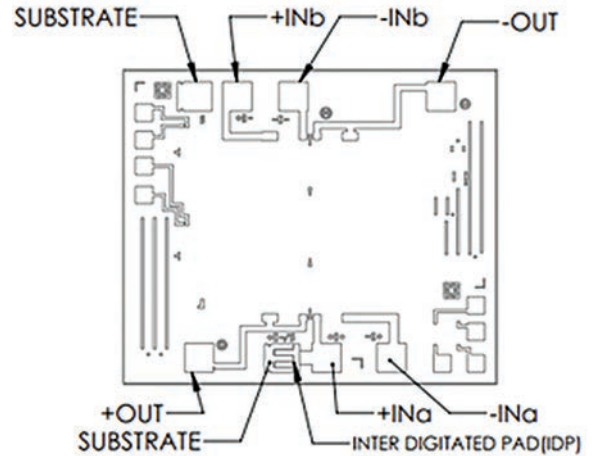 SUBSTRATE +INb -INb -OUT
+OUT +INa -INa
SUBSTRATE INTER DIGITATED PAD(IDP)